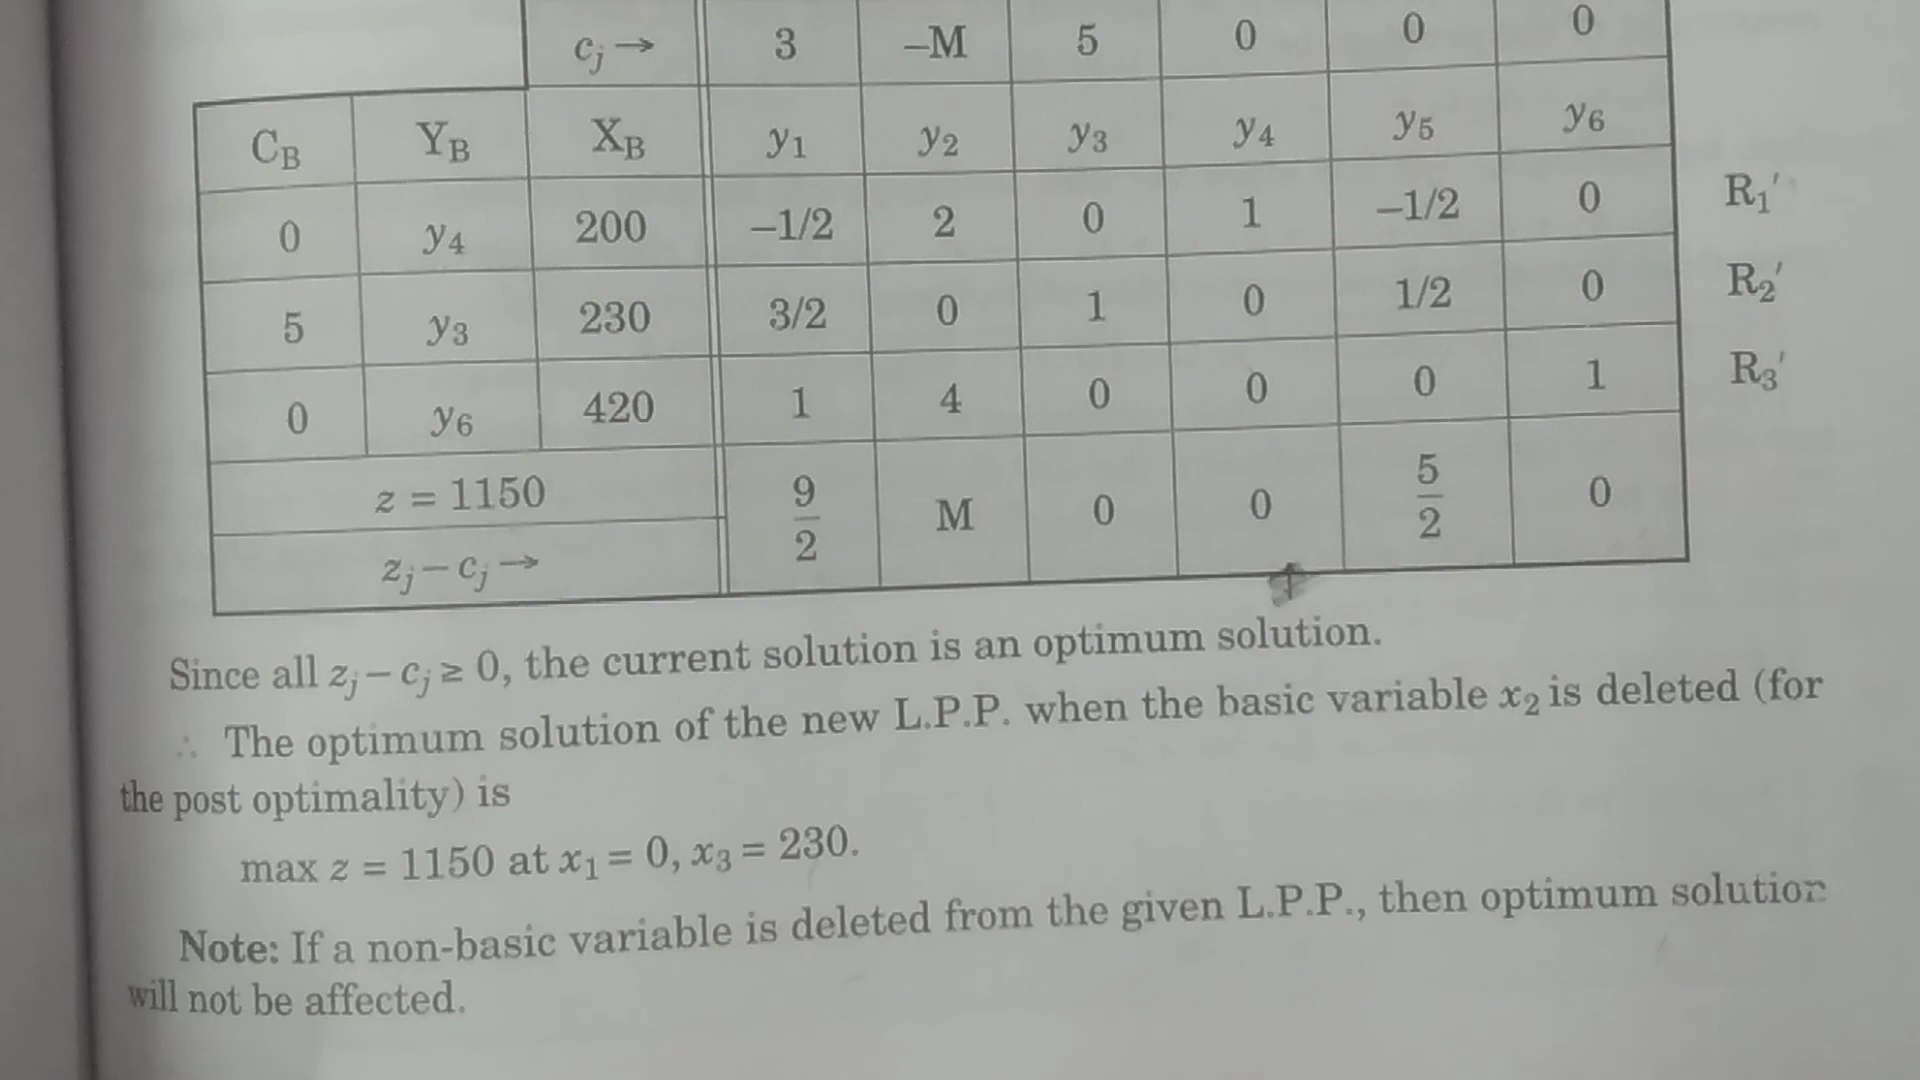 cj → 3 –M 5 0 0 0
CB YB XB y1 y2 y3 y4 y5 y6
0 y4 200 –1/2 2 0 1 –1/2 0 R1′
5 y3 230 3/2 0 1 0 1/2 0 R2′
0 y6 420 1 4 0 0 0 1 R3′
z = 1150 9/2 M 0 0 5/2 0
zj – cj →
Since all zj – cj ≥ 0, the current solution is an optimum solution.
∴ The optimum solution of the new L.P.P. when the basic variable x2 is deleted (for
the post optimality) is
max z = 1150 at x1 = 0, x3 = 230.
Note: If a non-basic variable is deleted from the given L.P.P., then optimum solution
will not be affected.